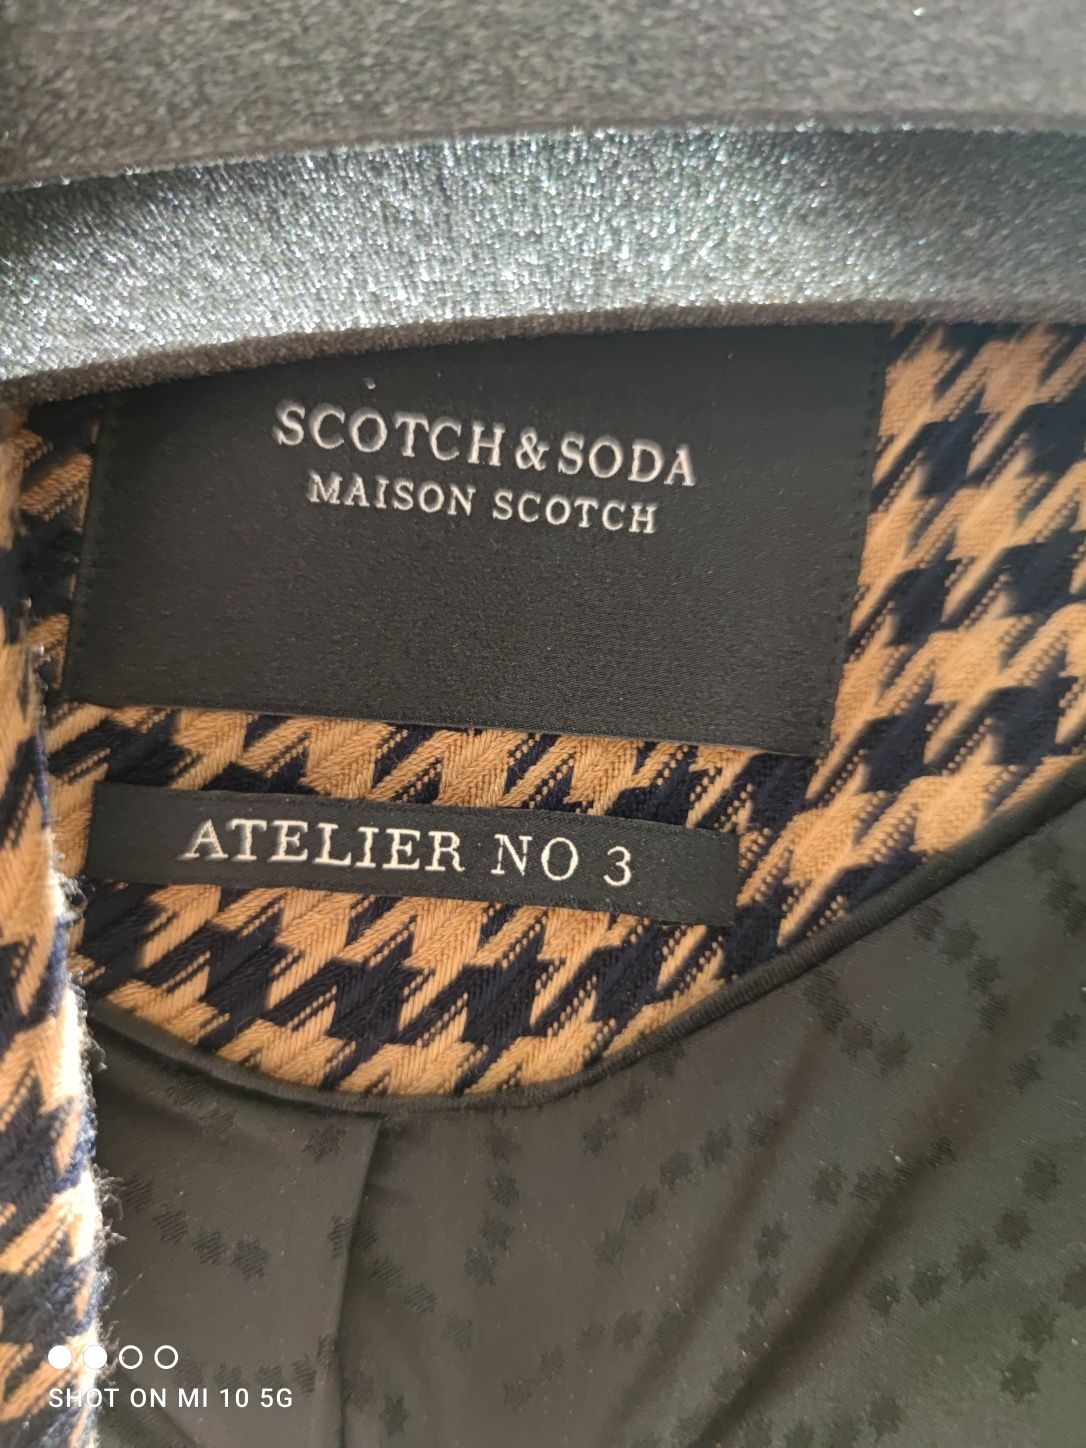 SCOTCH & SODA
MAISON SCOTCH
ATELIER NO 3
SHOT ON MI 10 5G